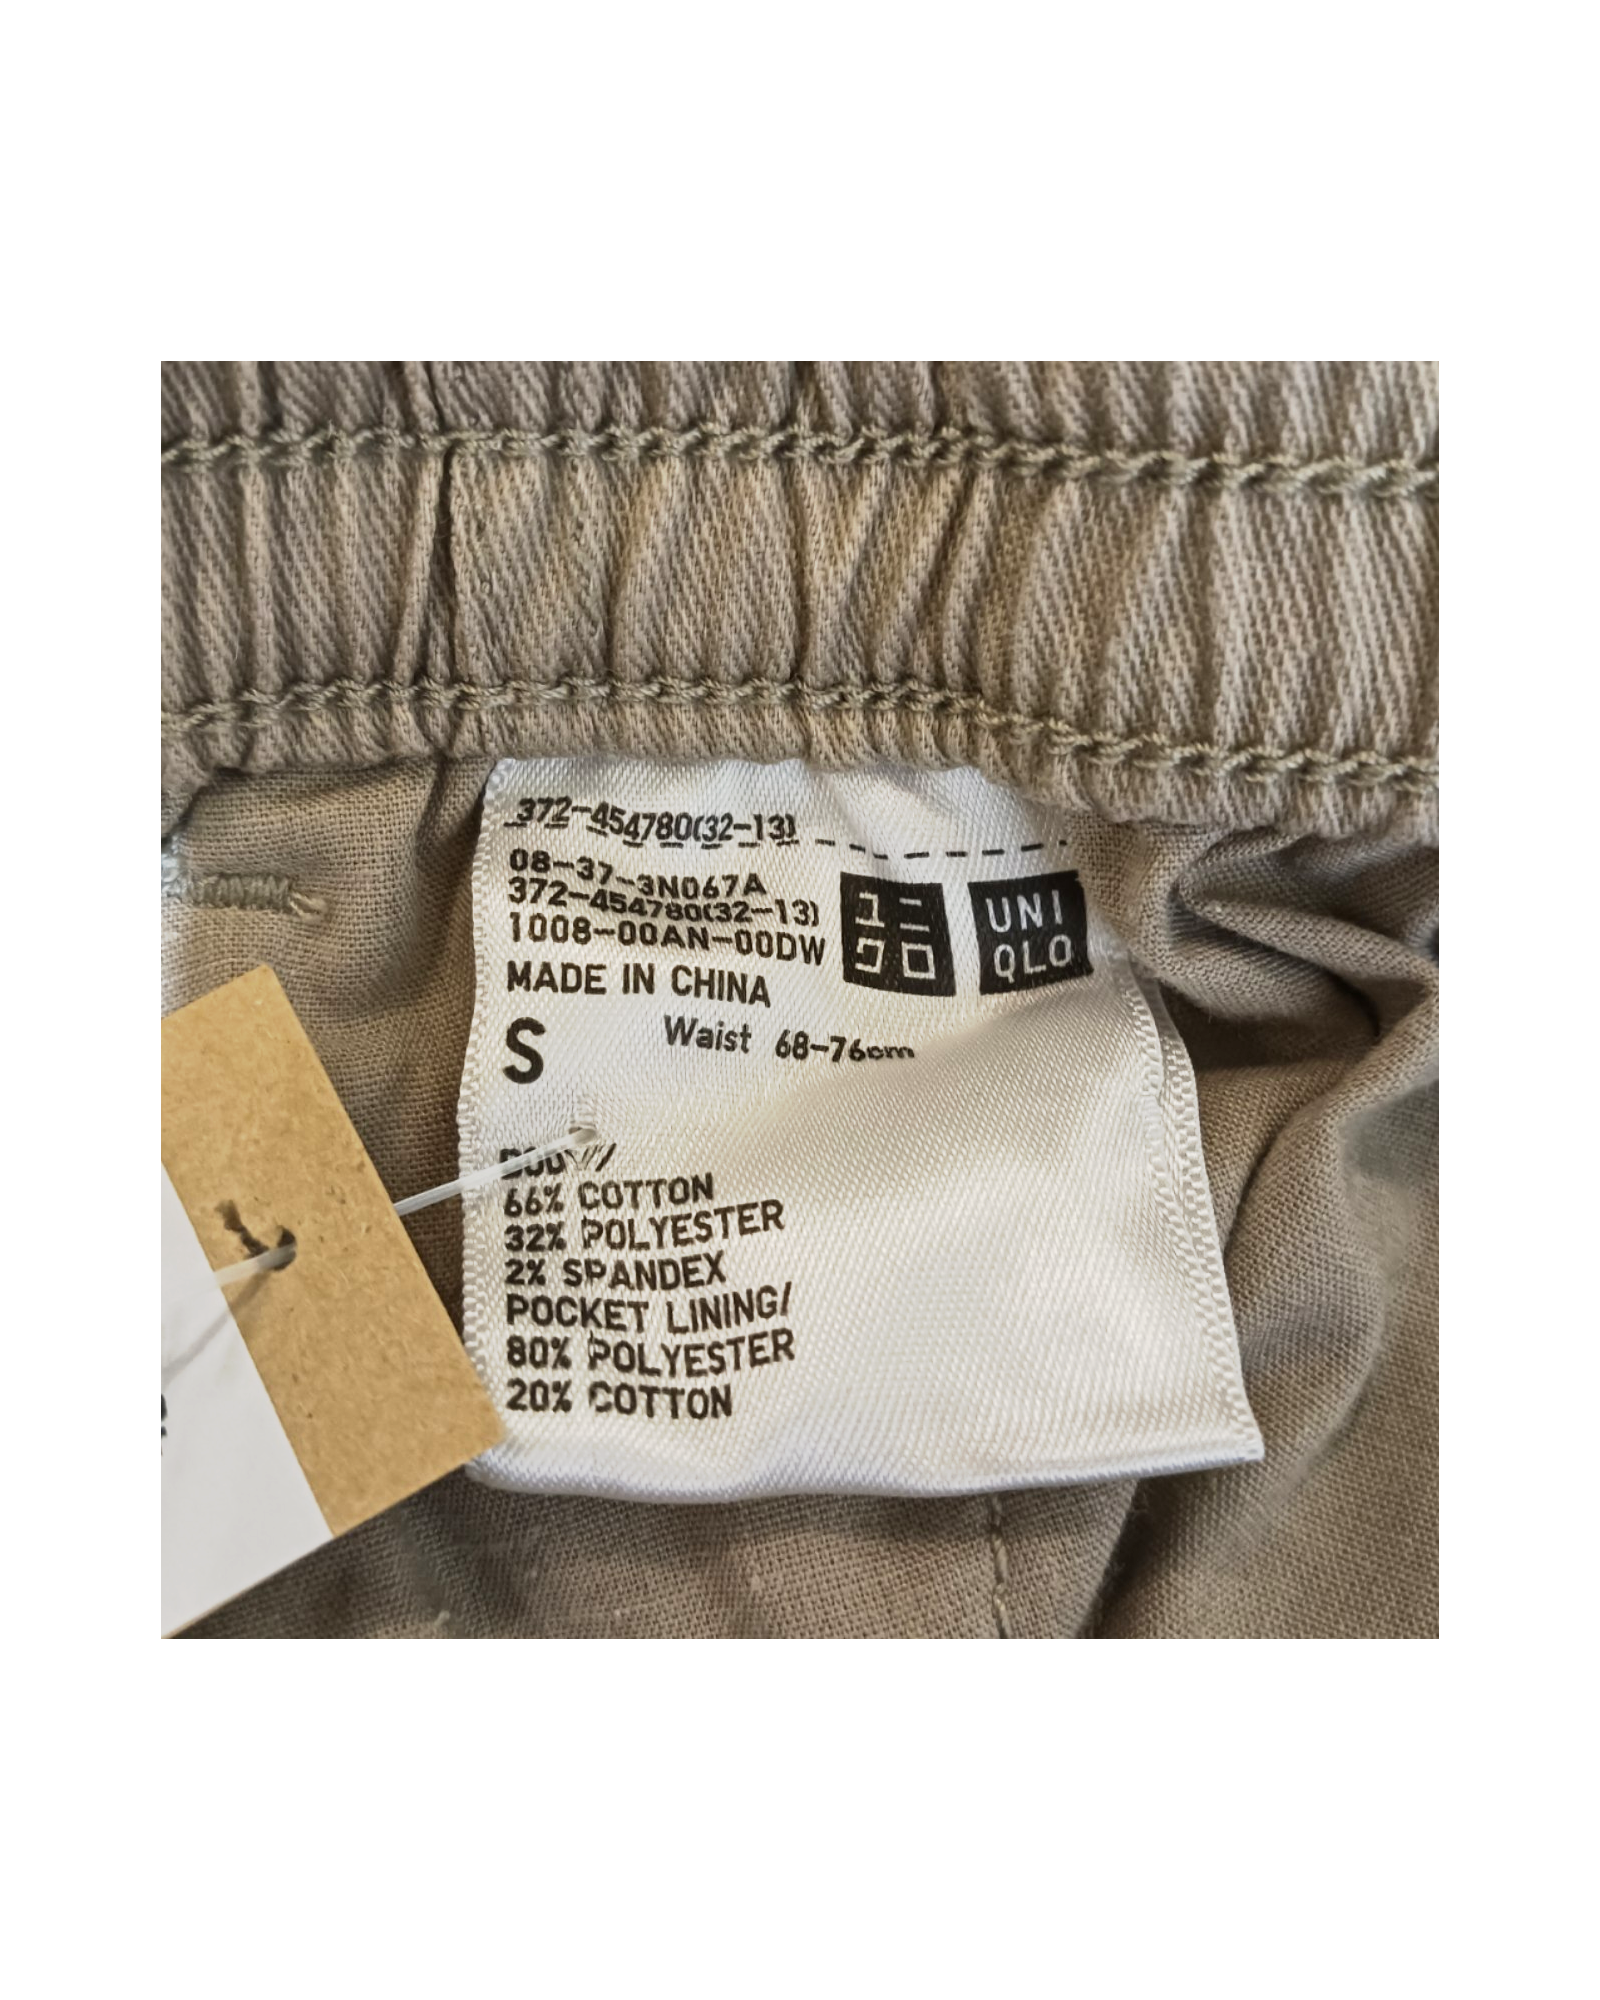 372-454780(32-13)
08-37-3N067A
372-454780(32-13)
1008-00AN-00DW
MADE IN CHINA
ユニ
クロ
UNI
QLO
S Waist 68-76cm
BODY/
66% COTTON
32% POLYESTER
2% SPANDEX
POCKET LINING/
80% POLYESTER
20% COTTON